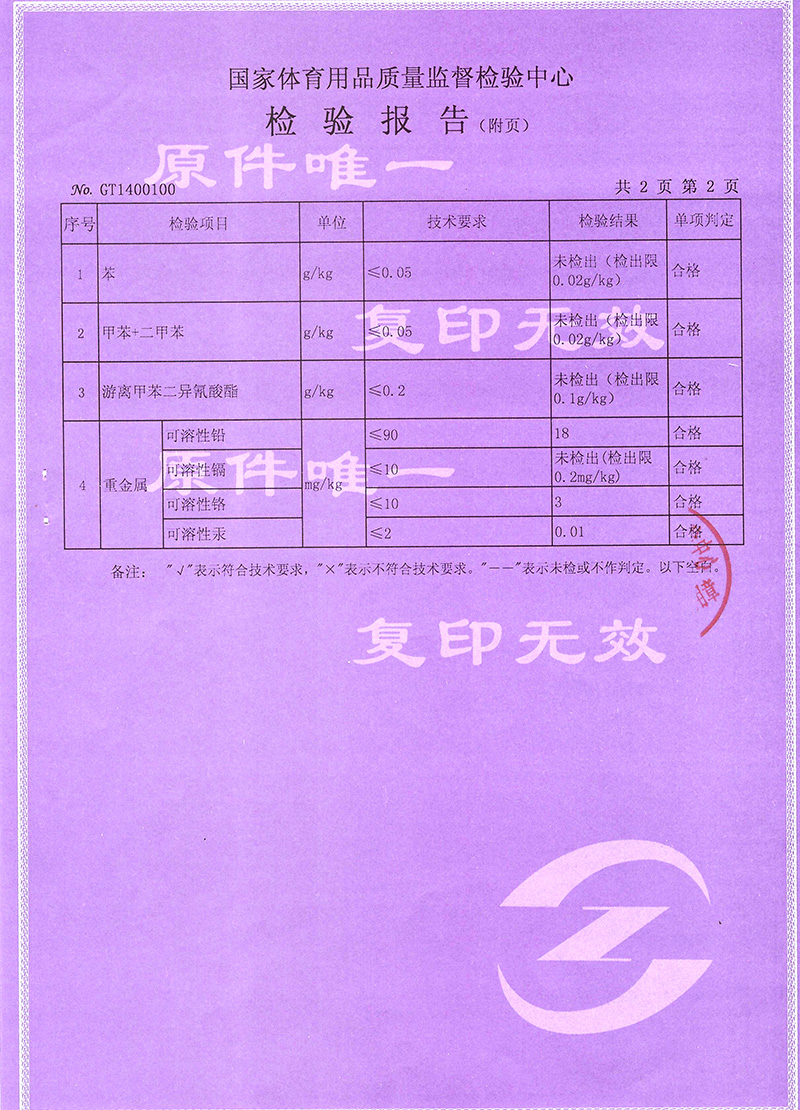 国家体育用品质量监督检验中心
检 验 报 告（附页）
原件唯一
No. GT1400100 共 2 页 第 2 页
序号 检验项目 单位 技术要求 检验结果 单项判定
1 苯 g/kg ≤0.05 未检出（检出限0.02g/kg） 合格
2 甲苯+二甲苯 g/kg ≤0.05 未检出（检出限0.02g/kg） 合格
复印无效
3 游离甲苯二异氰酸酯 g/kg ≤0.2 未检出（检出限0.1g/kg） 合格
4 重金属 mg/kg
可溶性铅 ≤90 18 合格
可溶性镉 ≤10 未检出(检出限0.2mg/kg) 合格
原件唯一
可溶性铬 ≤10 3 合格
可溶性汞 ≤2 0.01 合格
备注： "√"表示符合技术要求，"×"表示不符合技术要求。"——"表示未检或不作判定。以下空白。
复印无效